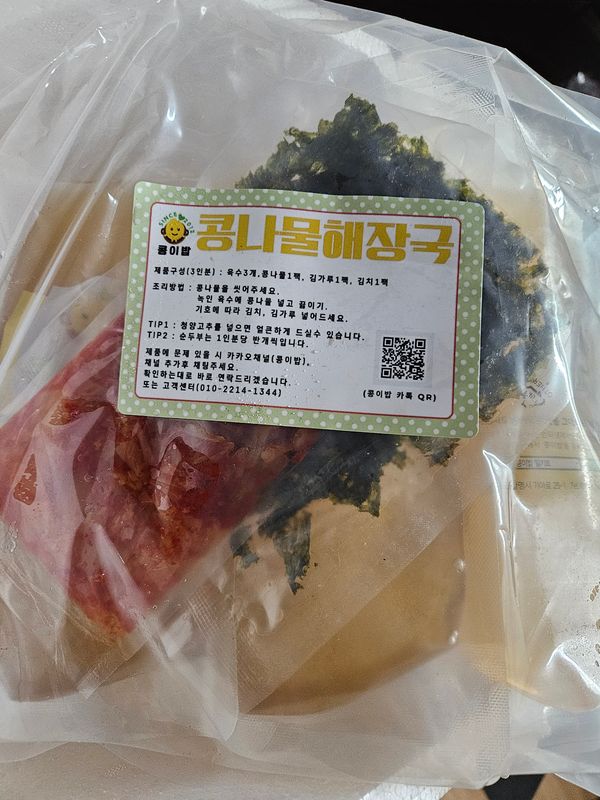 SINCE 2012
콩이밥
콩나물해장국
제품구성(3인분) : 육수3개, 콩나물1팩, 김가루1팩, 김치1팩
조리방법 : 콩나물을 씻어주세요.
녹인 육수에 콩나물 넣고 끓이기.
기호에 따라 김치, 김가루 넣어드세요.
TIP1 : 청양고추를 넣으면 얼큰하게 드실수 있습니다.
TIP2 : 순두부는 1인분당 반개씩입니다.
제품에 문제 있을 시 카카오채널(콩이밥),
채널 추가후 채팅주세요.
확인하는대로 바로 연락드리겠습니다.
또는 고객센터(010-2214-1344)
(콩이밥 카톡 QR)